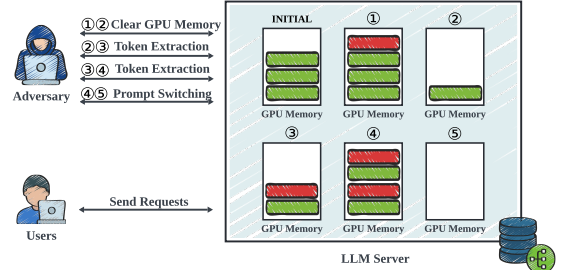 ①② Clear GPU Memory
②③ Token Extraction
③④ Token Extraction
④⑤ Prompt Switching
Adversary
Send Requests
Users
INITIAL ① ②
GPU Memory GPU Memory GPU Memory
③ ④ ⑤
GPU Memory GPU Memory GPU Memory
LLM Server